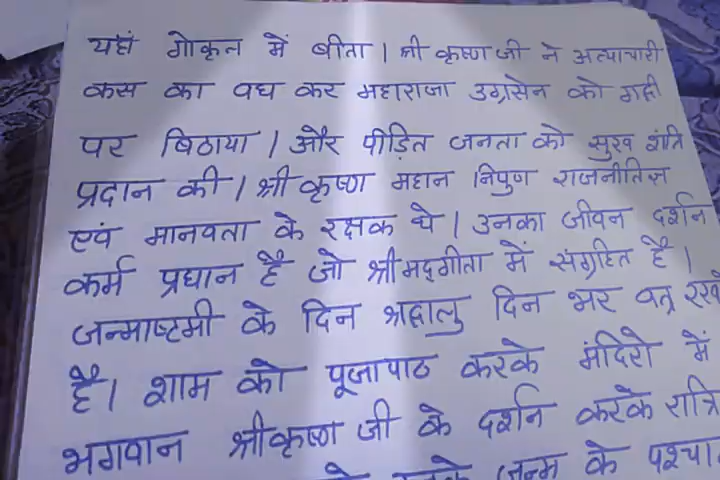 यहां गोकुल में बीता । श्री कृष्ण जी ने अत्याचारी
कस का वध कर महाराजा उग्रसेन को गद्दी
पर बिठाया । और पीड़ित जनता को सुख शांति
प्रदान की । श्री कृष्ण महान निपुण राजनीतिज्ञ
एवं मानवता के रक्षक थे । उनका जीवन दर्शन
कर्म प्रधान है जो श्रीमद्गीता में संग्रहित है ।
जन्माष्टमी के दिन श्रद्धालु दिन भर व्रत रखते
है । शाम को पूजापाठ करके मंदिरो में
भगवान श्रीकृष्ण जी के दर्शन करके रात्रि
जन्म के पश्चा